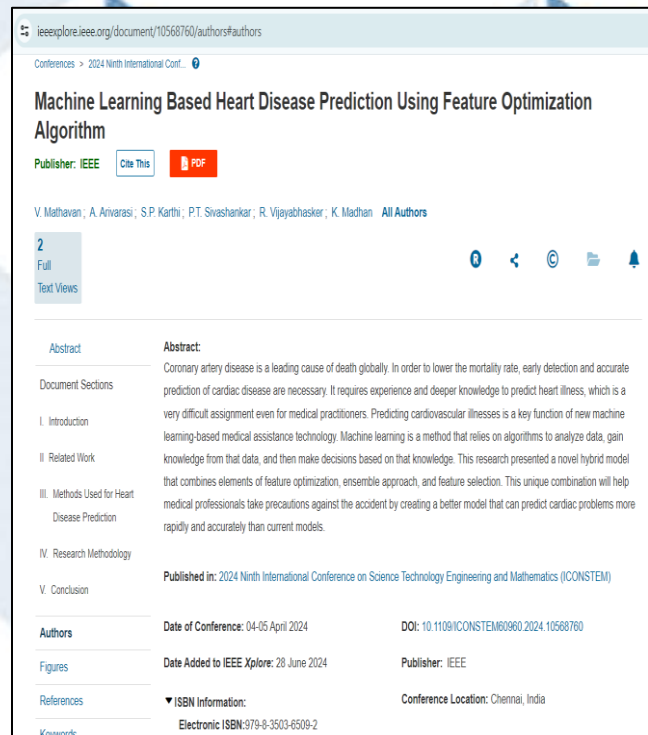 ieeexplore.ieee.org/document/10568760/authors#authors
Conferences > 2024 Ninth International Conf... ?
Machine Learning Based Heart Disease Prediction Using Feature Optimization
Algorithm
Publisher: IEEE Cite This PDF
V. Mathavan ; A. Arivarasi ; S.P. Karthi ; P.T. Sivashankar ; R. Vijayabhasker ; K. Madhan All Authors
2
Full
Text Views
R ©
Abstract
Document Sections
I. Introduction
II Related Work
III. Methods Used for Heart
Disease Prediction
IV. Research Methodology
V. Conclusion
Authors
Figures
References
Keywords
Abstract:
Coronary artery disease is a leading cause of death globally. In order to lower the mortality rate, early detection and accurate
prediction of cardiac disease are necessary. It requires experience and deeper knowledge to predict heart illness, which is a
very difficult assignment even for medical practitioners. Predicting cardiovascular illnesses is a key function of new machine
learning-based medical assistance technology. Machine learning is a method that relies on algorithms to analyze data, gain
knowledge from that data, and then make decisions based on that knowledge. This research presented a novel hybrid model
that combines elements of feature optimization, ensemble approach, and feature selection. This unique combination will help
medical professionals take precautions against the accident by creating a better model that can predict cardiac problems more
rapidly and accurately than current models.
Published in: 2024 Ninth International Conference on Science Technology Engineering and Mathematics (ICONSTEM)
Date of Conference: 04-05 April 2024
Date Added to IEEE Xplore: 28 June 2024
▼ISBN Information:
Electronic ISBN:979-8-3503-6509-2
DOI: 10.1109/ICONSTEM60960.2024.10568760
Publisher: IEEE
Conference Location: Chennai, India